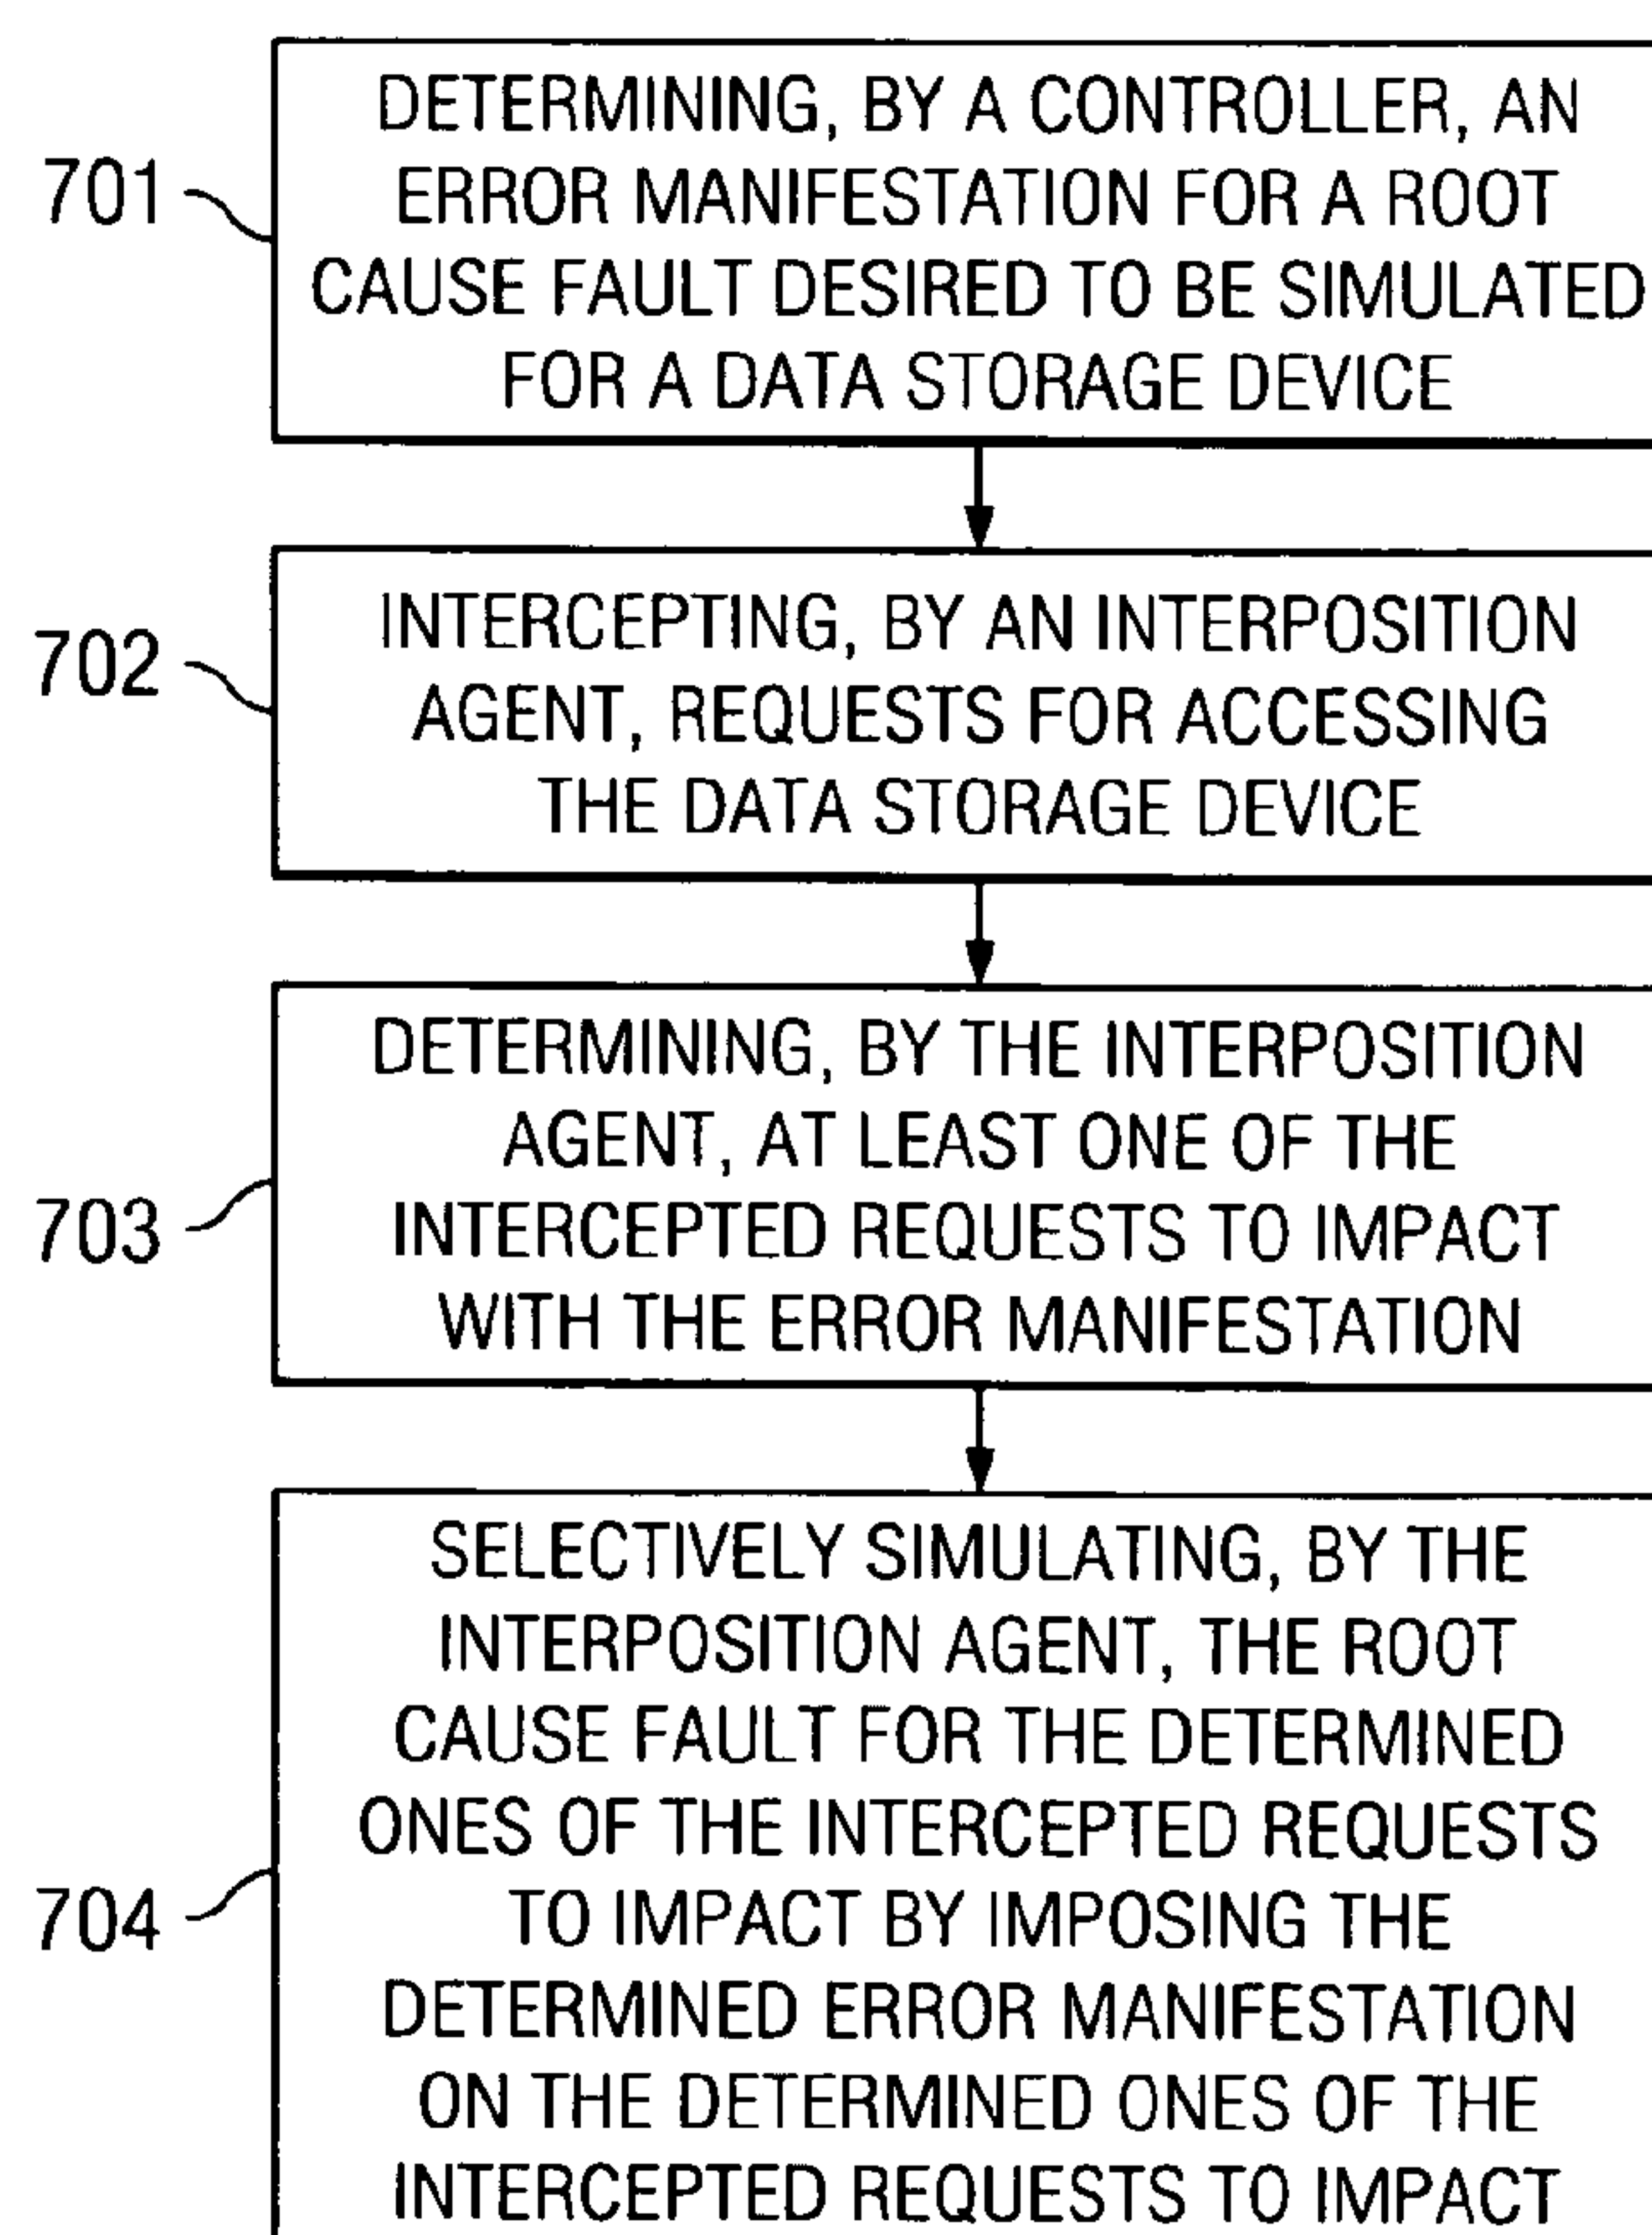 701
DETERMINING, BY A CONTROLLER, AN
ERROR MANIFESTATION FOR A ROOT
CAUSE FAULT DESIRED TO BE SIMULATED
FOR A DATA STORAGE DEVICE
702
INTERCEPTING, BY AN INTERPOSITION
AGENT, REQUESTS FOR ACCESSING
THE DATA STORAGE DEVICE
703
DETERMINING, BY THE INTERPOSITION
AGENT, AT LEAST ONE OF THE
INTERCEPTED REQUESTS TO IMPACT
WITH THE ERROR MANIFESTATION
704
SELECTIVELY SIMULATING, BY THE
INTERPOSITION AGENT, THE ROOT
CAUSE FAULT FOR THE DETERMINED
ONES OF THE INTERCEPTED REQUESTS
TO IMPACT BY IMPOSING THE
DETERMINED ERROR MANIFESTATION
ON THE DETERMINED ONES OF THE
INTERCEPTED REQUESTS TO IMPACT